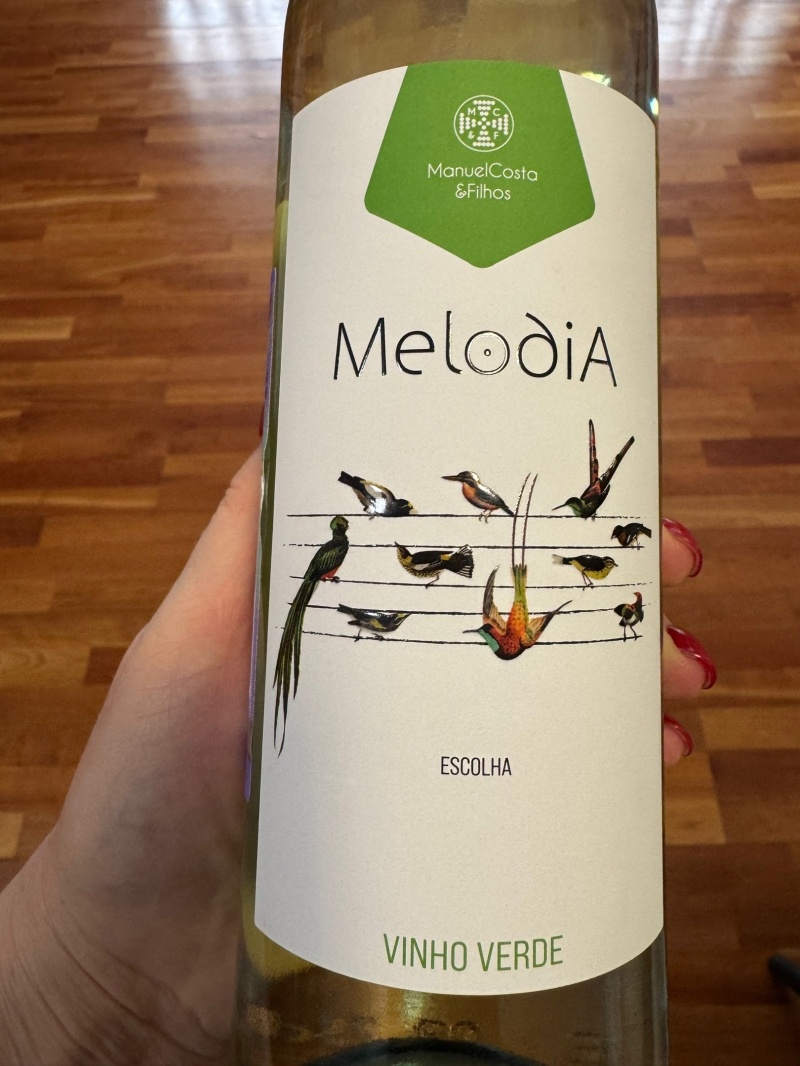 M C
& F
ManuelCosta
&Filhos
MelodiA
ESCOLHA
VINHO VERDE